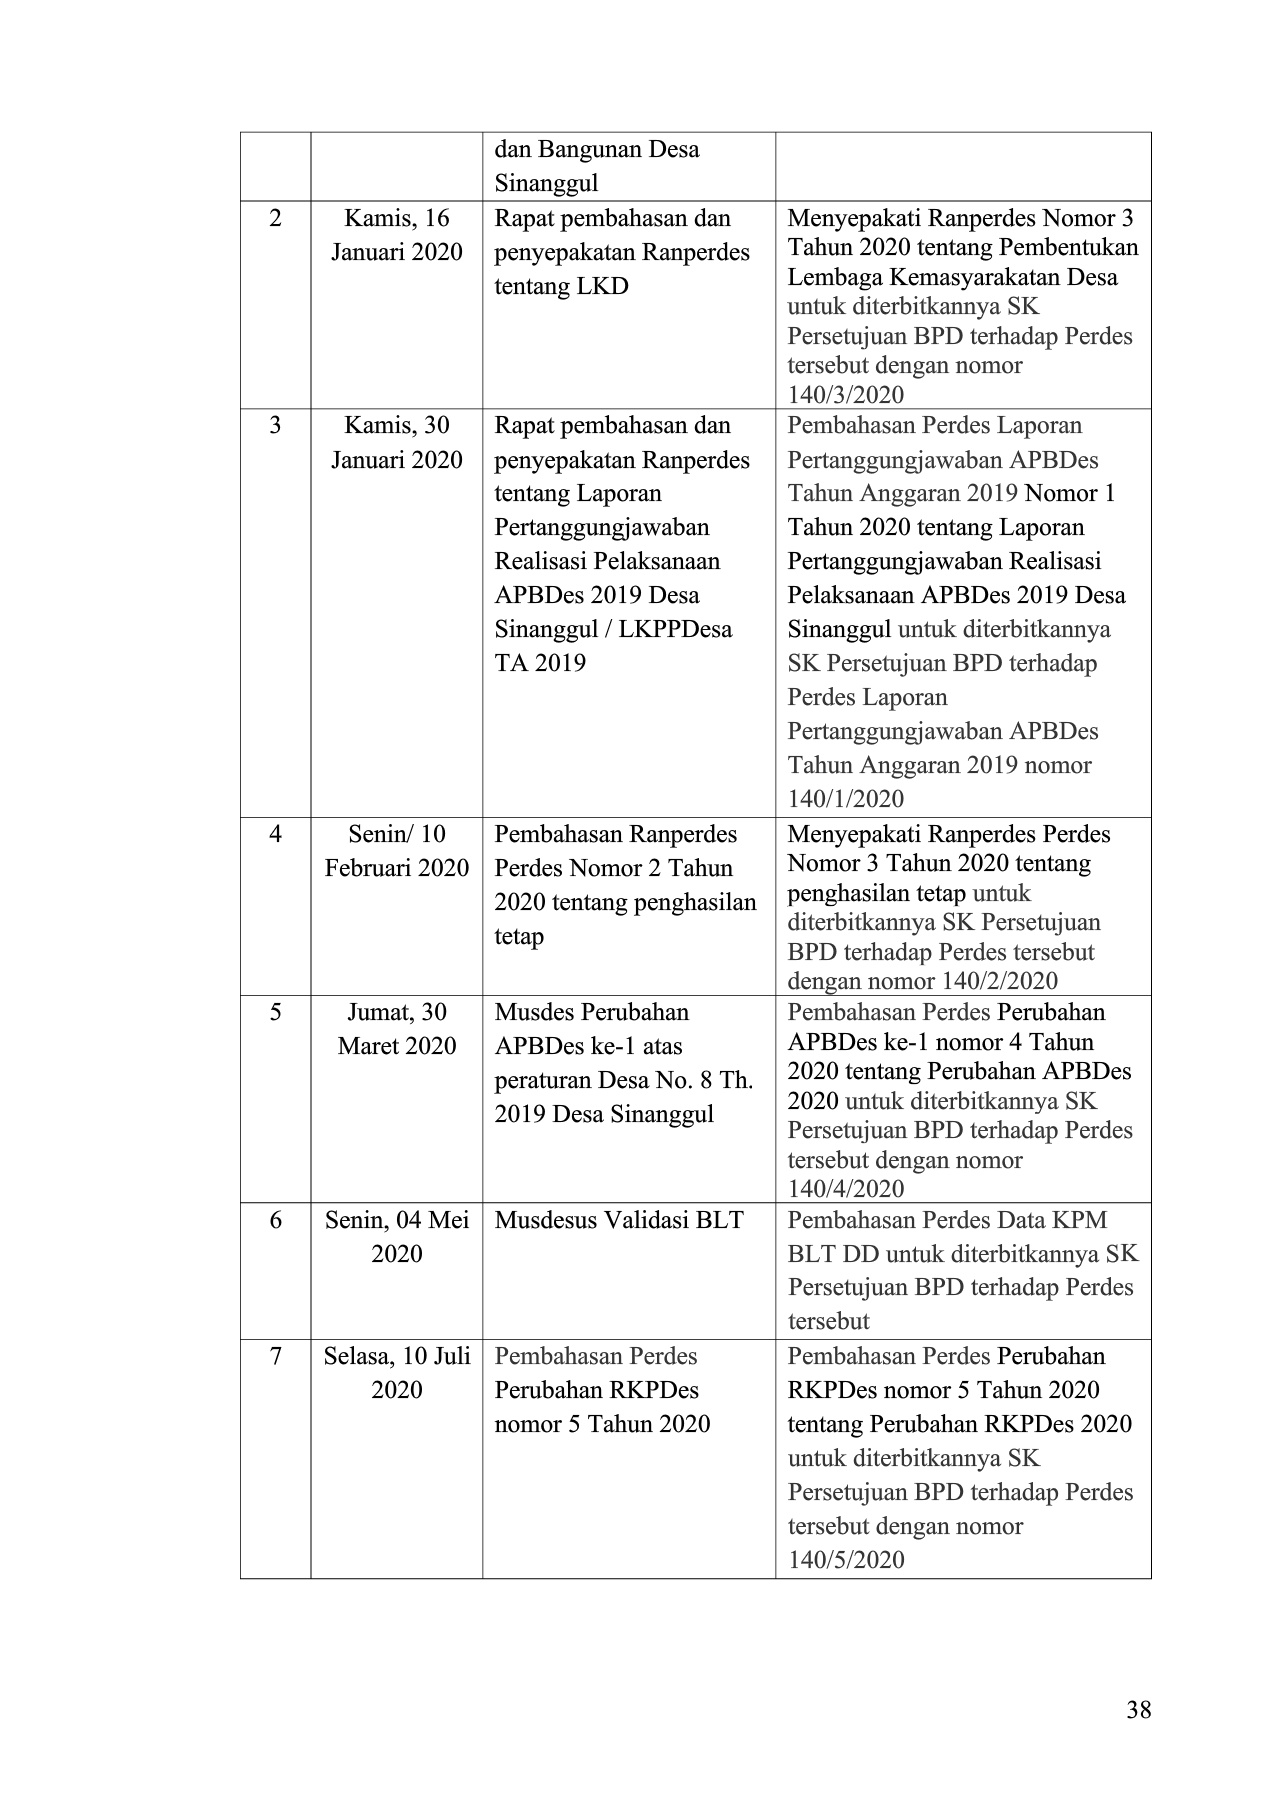 dan Bangunan Desa
Sinanggul
2
Kamis, 16
Januari 2020
Rapat pembahasan dan
penyepakatan Ranperdes
tentang LKD
Menyepakati Ranperdes Nomor 3
Tahun 2020 tentang Pembentukan
Lembaga Kemasyarakatan Desa
untuk diterbitkannya SK
Persetujuan BPD terhadap Perdes
tersebut dengan nomor
140/3/2020
3
Kamis, 30
Januari 2020
Rapat pembahasan dan
penyepakatan Ranperdes
tentang Laporan
Pertanggungjawaban
Realisasi Pelaksanaan
APBDes 2019 Desa
Sinanggul / LKPPDesa
TA 2019
Pembahasan Perdes Laporan
Pertanggungjawaban APBDes
Tahun Anggaran 2019 Nomor 1
Tahun 2020 tentang Laporan
Pertanggungjawaban Realisasi
Pelaksanaan APBDes 2019 Desa
Sinanggul untuk diterbitkannya
SK Persetujuan BPD terhadap
Perdes Laporan
Pertanggungjawaban APBDes
Tahun Anggaran 2019 nomor
140/1/2020
4
Senin/ 10
Februari 2020
Pembahasan Ranperdes
Perdes Nomor 2 Tahun
2020 tentang penghasilan
tetap
Menyepakati Ranperdes Perdes
Nomor 3 Tahun 2020 tentang
penghasilan tetap untuk
diterbitkannya SK Persetujuan
BPD terhadap Perdes tersebut
dengan nomor 140/2/2020
5
Jumat, 30
Maret 2020
Musdes Perubahan
APBDes ke-1 atas
peraturan Desa No. 8 Th.
2019 Desa Sinanggul
Pembahasan Perdes Perubahan
APBDes ke-1 nomor 4 Tahun
2020 tentang Perubahan APBDes
2020 untuk diterbitkannya SK
Persetujuan BPD terhadap Perdes
tersebut dengan nomor
140/4/2020
6
Senin, 04 Mei
2020
Musdesus Validasi BLT
Pembahasan Perdes Data KPM
BLT DD untuk diterbitkannya SK
Persetujuan BPD terhadap Perdes
tersebut
7
Selasa, 10 Juli
2020
Pembahasan Perdes
Perubahan RKPDes
nomor 5 Tahun 2020
Pembahasan Perdes Perubahan
RKPDes nomor 5 Tahun 2020
tentang Perubahan RKPDes 2020
untuk diterbitkannya SK
Persetujuan BPD terhadap Perdes
tersebut dengan nomor
140/5/2020
38